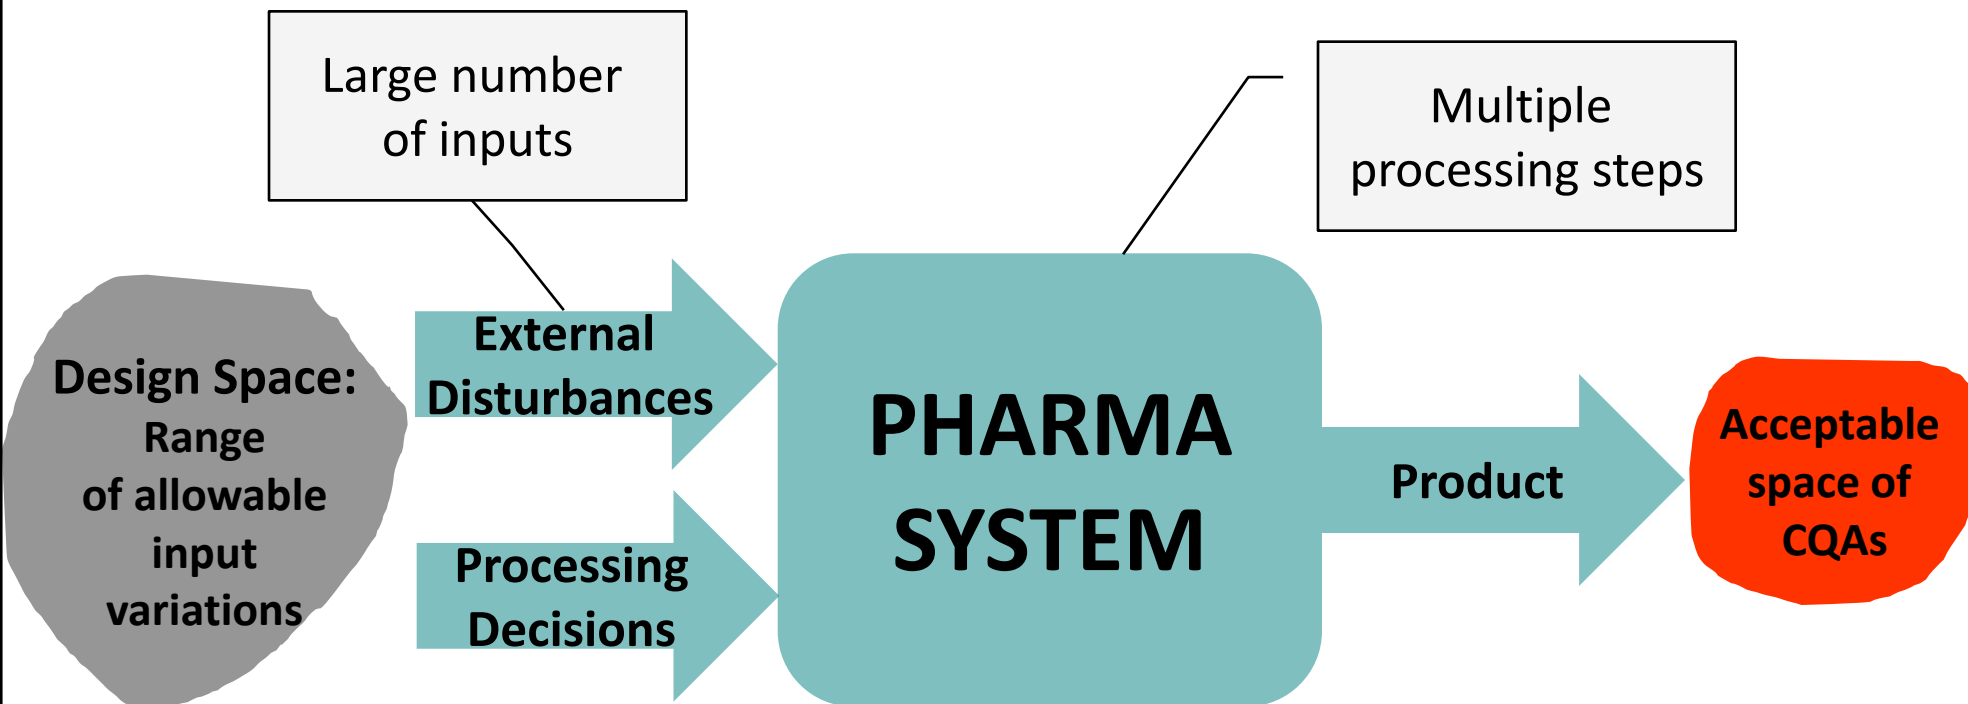 Large number
of inputs
Multiple
processing steps
Design Space:
Range
of allowable
input
variations
External
Disturbances
Processing
Decisions
PHARMA
SYSTEM
Product
Acceptable
space of
CQAs